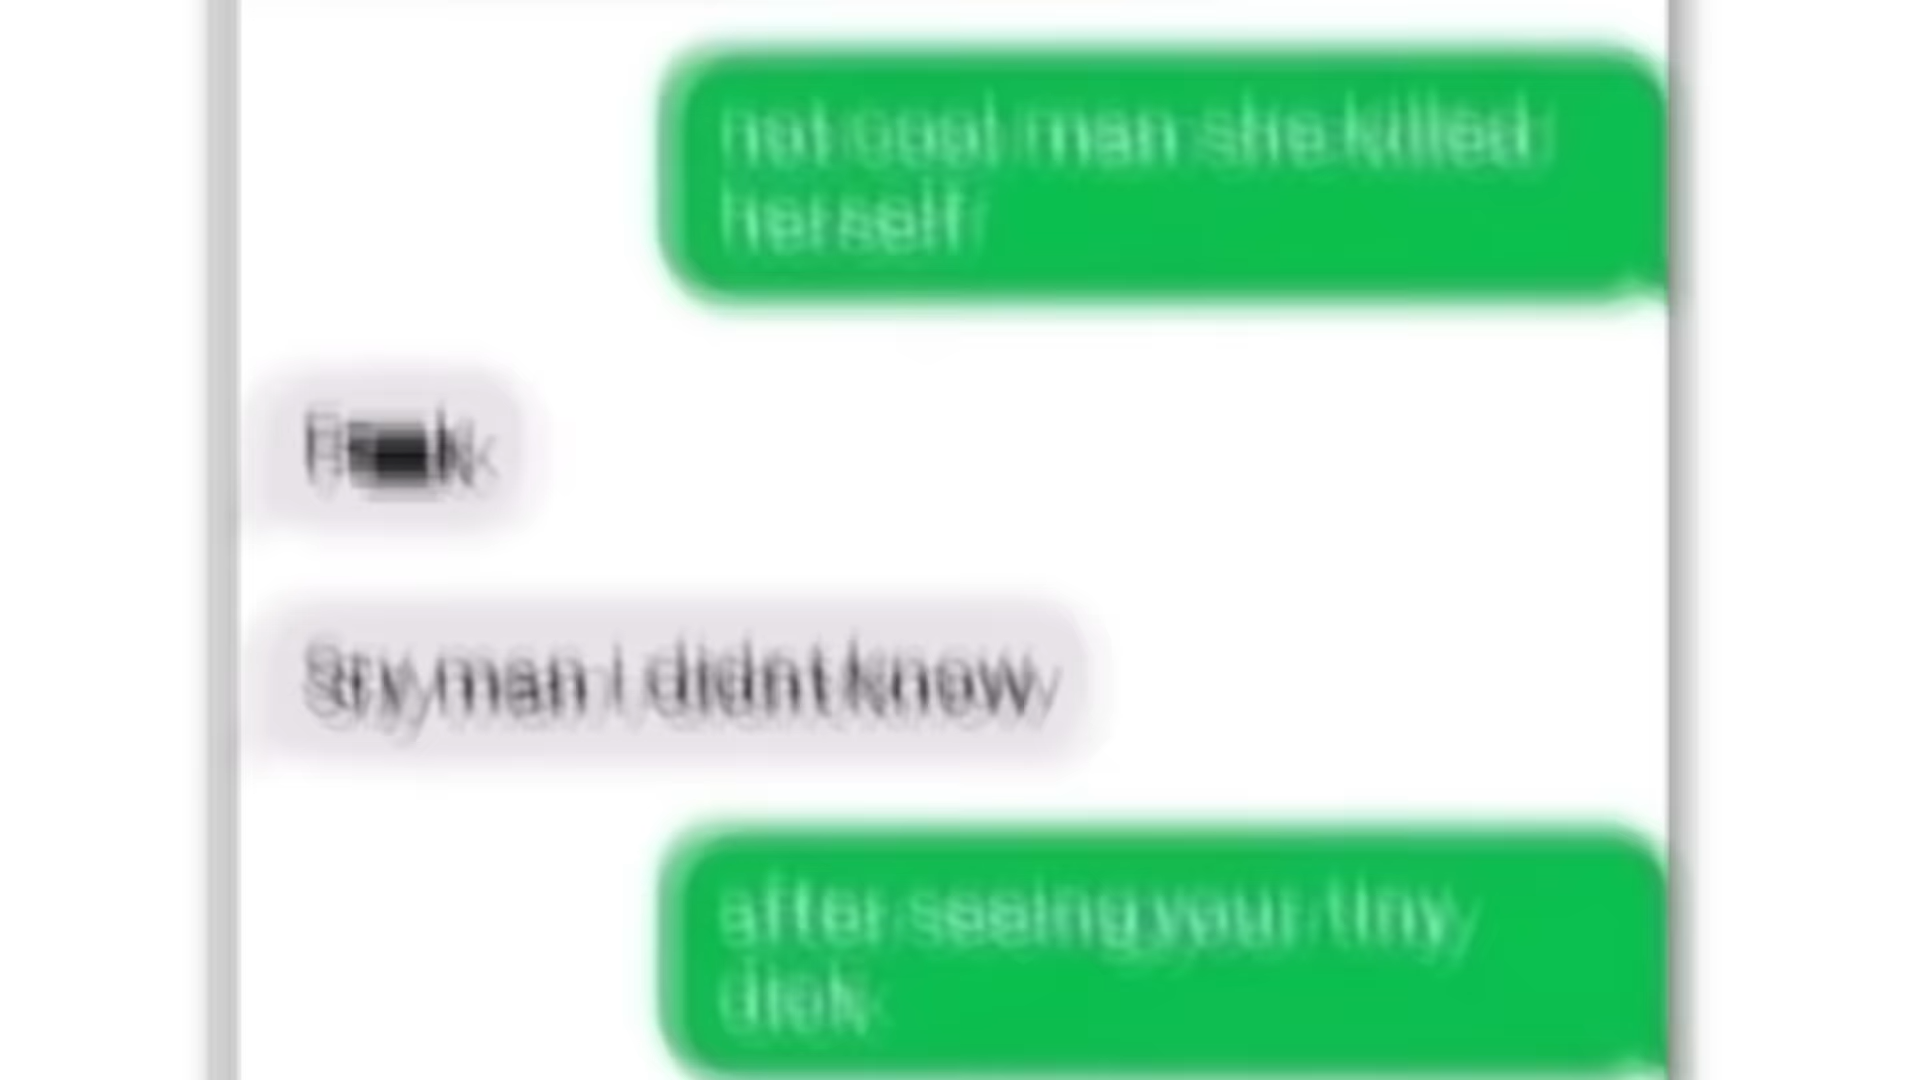 not cool man she killed
herself
Sry man i didnt know
after seeing your tiny
dick